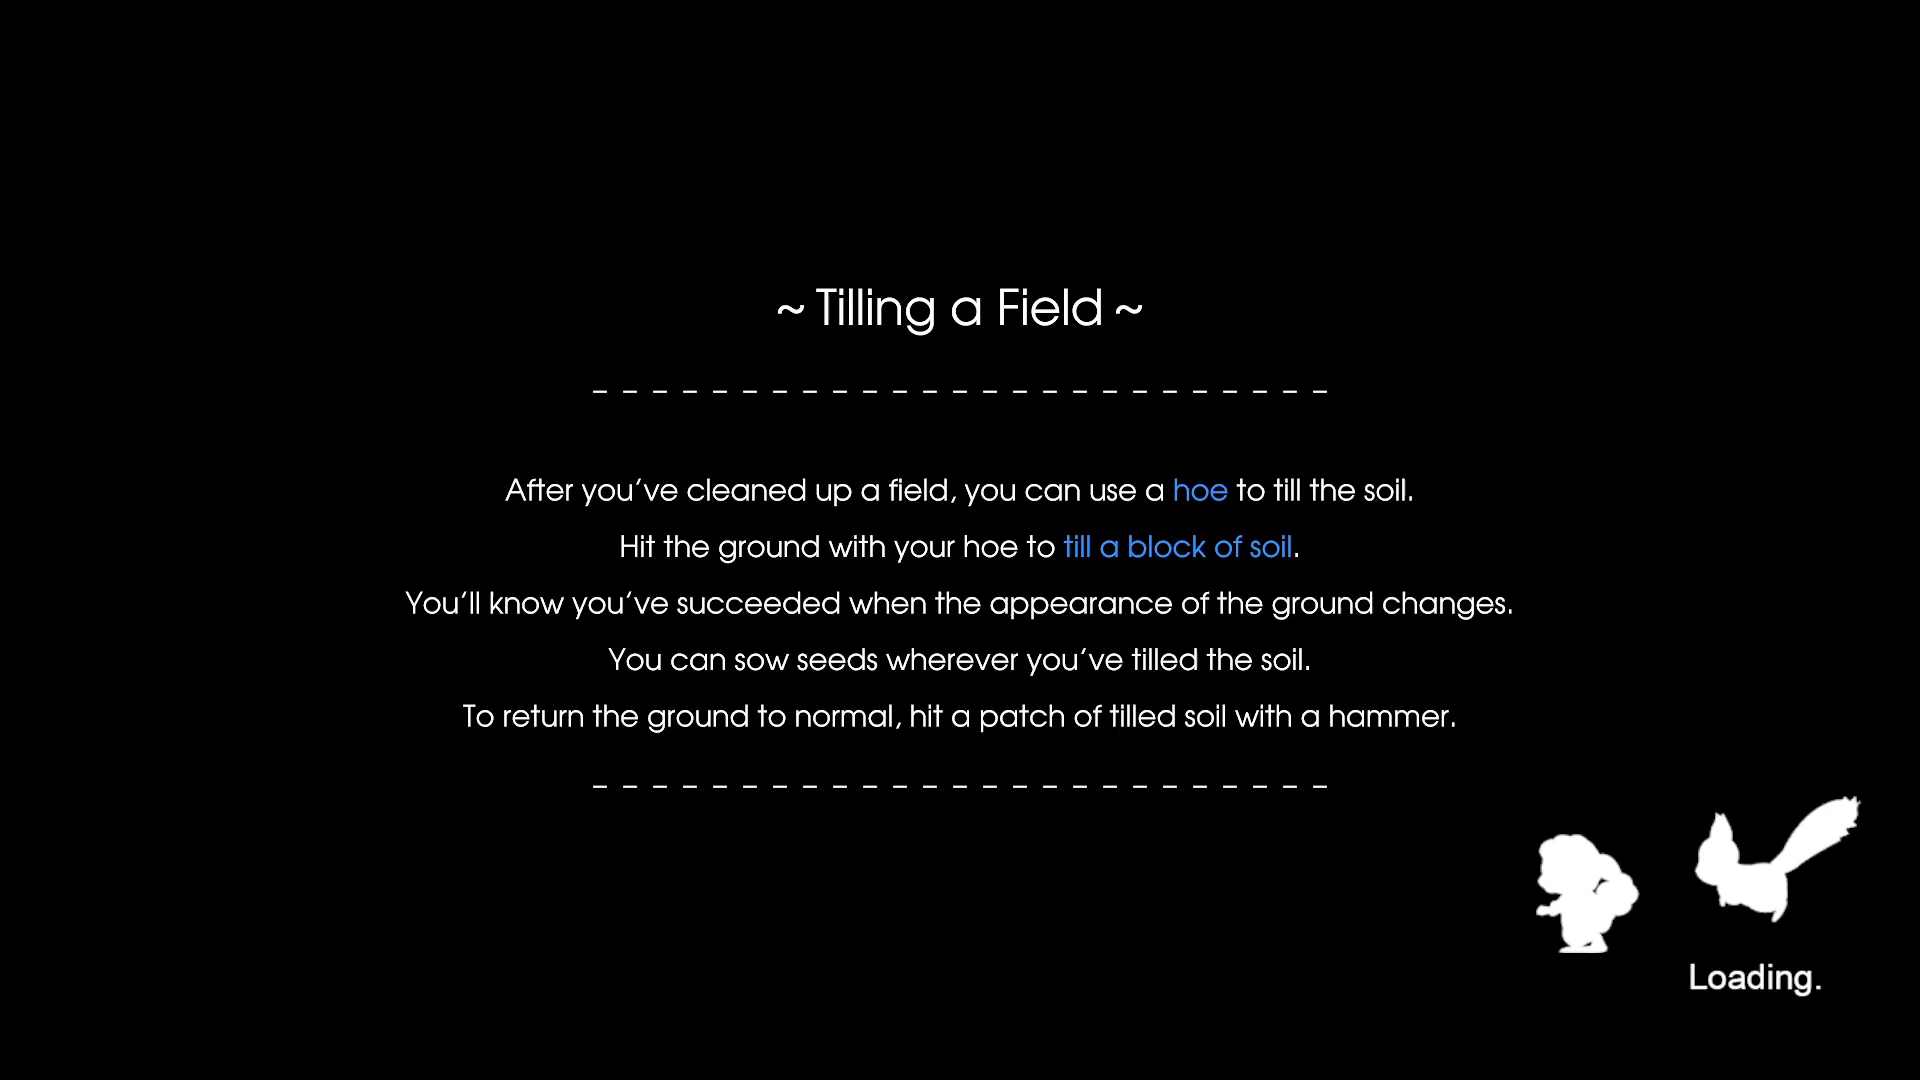 ~ Tilling a Field ~
– – – – – – – – – – – – – – – – – – – – – – – – –
After you've cleaned up a field, you can use a hoe to till the soil.
Hit the ground with your hoe to till a block of soil.
You'll know you've succeeded when the appearance of the ground changes.
You can sow seeds wherever you've tilled the soil.
To return the ground to normal, hit a patch of tilled soil with a hammer.
– – – – – – – – – – – – – – – – – – – – – – – – –
Loading.